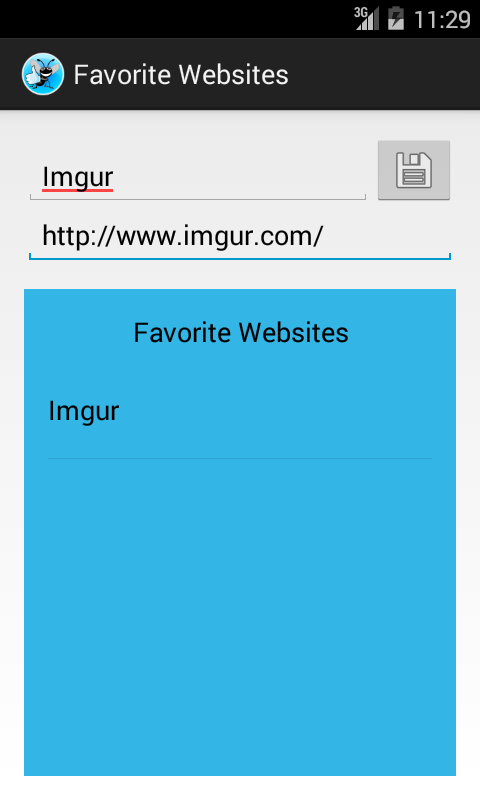 3G 11:29
Favorite Websites
Imgur
http://www.imgur.com/
Favorite Websites
Imgur